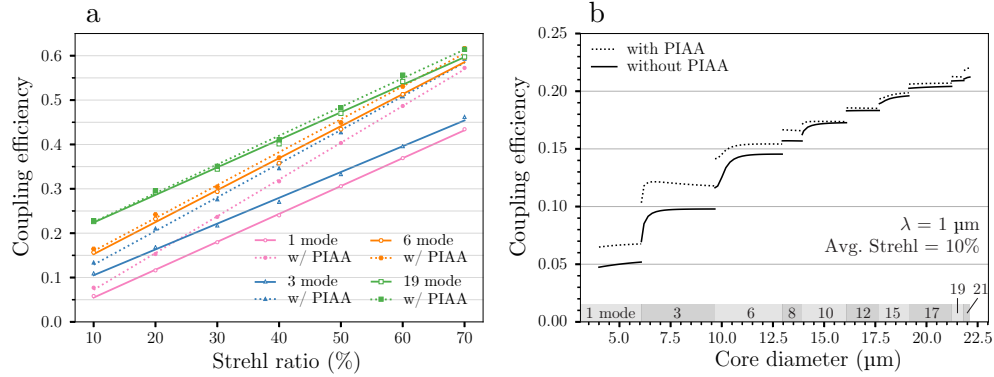 a
Coupling efficiency
0.6
0.5
0.4
0.3
0.2
0.1
0.0
10 20 30 40 50 60 70
Strehl ratio (%)
1 mode
w/ PIAA
3 mode
w/ PIAA
6 mode
w/ PIAA
19 mode
w/ PIAA
b
Coupling efficiency
0.25
0.20
0.15
0.10
0.05
0.00
with PIAA
without PIAA
λ = 1 µm
Avg. Strehl = 10%
19 21
1 mode 3 6 8 10 12 15 17
5.0 7.5 10.0 12.5 15.0 17.5 20.0 22.5
Core diameter (µm)